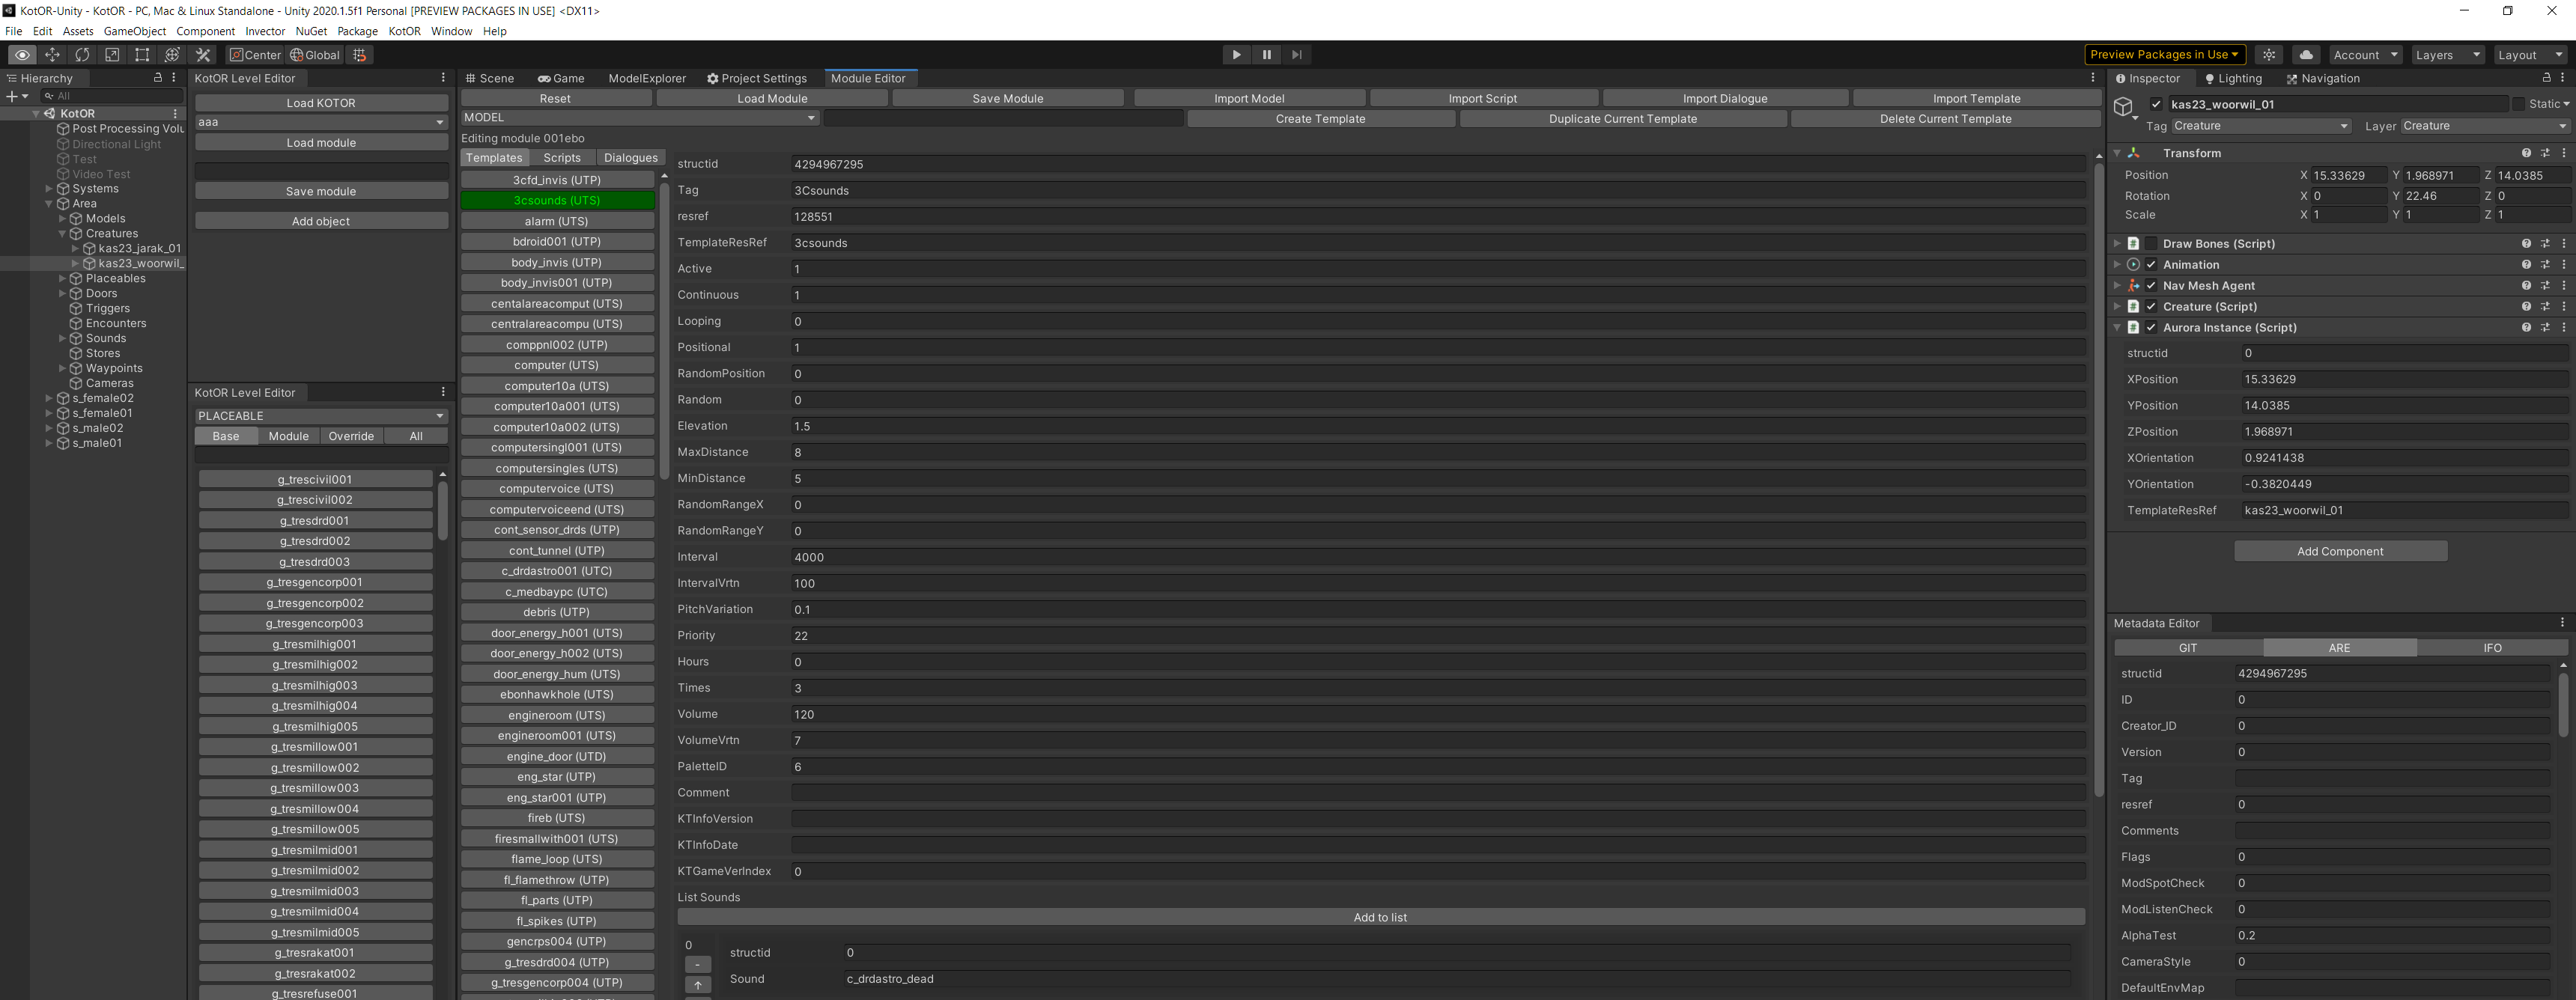 KotOR-Unity - KotOR - PC, Mac & Linux Standalone - Unity 2020.1.5f1 Personal [PREVIEW PACKAGES IN USE] <DX11>
File Edit Assets GameObject Component Invector NuGet Package KotOR Window Help
Center Global
Preview Packages in Use Account Layers Layout
Hierarchy
All
KotOR
Post Processing Volu
Directional Light
Test
Video Test
Systems
Area
Models
Creatures
kas23_jarak_01
kas23_woorwil_
Placeables
Doors
Triggers
Encounters
Sounds
Stores
Waypoints
Cameras
s_female02
s_female01
s_male02
s_male01
KotOR Level Editor
Load KOTOR
aaa
Load module
Save module
Add object
KotOR Level Editor
PLACEABLE
Base Module Override All
g_trescivil001
g_trescivil002
g_tresdrd001
g_tresdrd002
g_tresdrd003
g_tresgencorp001
g_tresgencorp002
g_tresgencorp003
g_tresmilhig001
g_tresmilhig002
g_tresmilhig003
g_tresmilhig004
g_tresmilhig005
g_tresmillow001
g_tresmillow002
g_tresmillow003
g_tresmillow004
g_tresmillow005
g_tresmilmid001
g_tresmilmid002
g_tresmilmid003
g_tresmilmid004
g_tresmilmid005
g_tresrakat001
g_tresrakat002
g_tresrefuse001
Scene Game ModelExplorer Project Settings Module Editor
Reset Load Module Save Module Import Model Import Script Import Dialogue Import Template
MODEL Create Template Duplicate Current Template Delete Current Template
Editing module 001ebo
Templates Scripts Dialogues
3cfd_invis (UTP)
3csounds (UTS)
alarm (UTS)
bdroid001 (UTP)
body_invis (UTP)
body_invis001 (UTP)
centalareacomput (UTS)
centralareacompu (UTS)
comppnl002 (UTP)
computer (UTS)
computer10a (UTS)
computer10a001 (UTS)
computer10a002 (UTS)
computersingl001 (UTS)
computersingles (UTS)
computervoice (UTS)
computervoiceend (UTS)
cont_sensor_drds (UTP)
cont_tunnel (UTP)
c_drdastro001 (UTC)
c_medbaypc (UTC)
debris (UTP)
door_energy_h001 (UTS)
door_energy_h002 (UTS)
door_energy_hum (UTS)
ebonhawkhole (UTS)
engineroom (UTS)
engineroom001 (UTS)
engine_door (UTD)
eng_star (UTP)
eng_star001 (UTP)
fireb (UTS)
firesmallwith001 (UTS)
flame_loop (UTS)
fl_flamethrow (UTP)
fl_parts (UTP)
fl_spikes (UTP)
gencrps004 (UTP)
g_tresdrd004 (UTP)
g_tresgencorp004 (UTP)
structid 4294967295
Tag 3Csounds
resref 128551
TemplateResRef 3csounds
Active 1
Continuous 1
Looping 0
Positional 1
RandomPosition 0
Random 0
Elevation 1.5
MaxDistance 8
MinDistance 5
RandomRangeX 0
RandomRangeY 0
Interval 4000
IntervalVrtn 100
PitchVariation 0.1
Priority 22
Hours 0
Times 3
Volume 120
VolumeVrtn 7
PaletteID 6
Comment
KTInfoVersion
KTInfoDate
KTGameVerIndex 0
List Sounds
Add to list
0
structid 0
-
Sound c_drdastro_dead
Inspector Lighting Navigation
kas23_woorwil_01 Static
Tag Creature Layer Creature
Transform
Position X 15.33629 Y 1.968971 Z 14.0385
Rotation X 0 Y 22.46 Z 0
Scale X 1 Y 1 Z 1
Draw Bones (Script)
Animation
Nav Mesh Agent
Creature (Script)
Aurora Instance (Script)
structid 0
XPosition 15.33629
YPosition 14.0385
ZPosition 1.968971
XOrientation 0.9241438
YOrientation -0.3820449
TemplateResRef kas23_woorwil_01
Add Component
Metadata Editor
GIT ARE IFO
structid 4294967295
ID 0
Creator_ID 0
Version 0
Tag
resref 0
Comments
Flags 0
ModSpotCheck 0
ModListenCheck 0
AlphaTest 0.2
CameraStyle 0
DefaultEnvMap